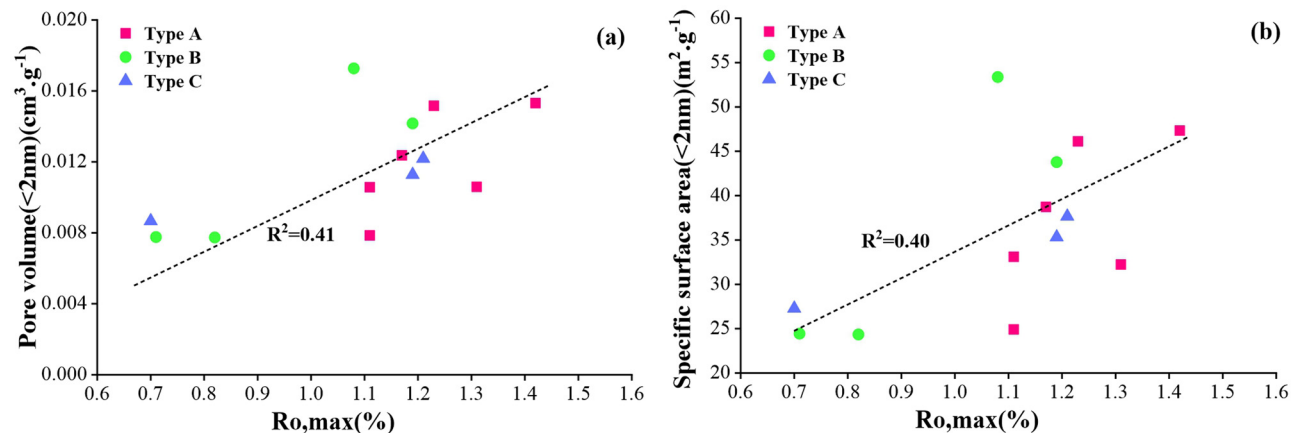 (a)
Type A
Type B
Type C
Pore volume(<2nm)(cm³.g⁻¹)
0.020
0.016
0.012
0.008
0.004
0.000
R²=0.41
0.6 0.7 0.8 0.9 1.0 1.1 1.2 1.3 1.4 1.5 1.6
Ro,max(%)
(b)
Type A
Type B
Type C
Specific surface area(<2nm)(m².g⁻¹)
60
55
50
45
40
35
30
25
20
R²=0.40
0.6 0.7 0.8 0.9 1.0 1.1 1.2 1.3 1.4 1.5 1.6
Ro,max(%)